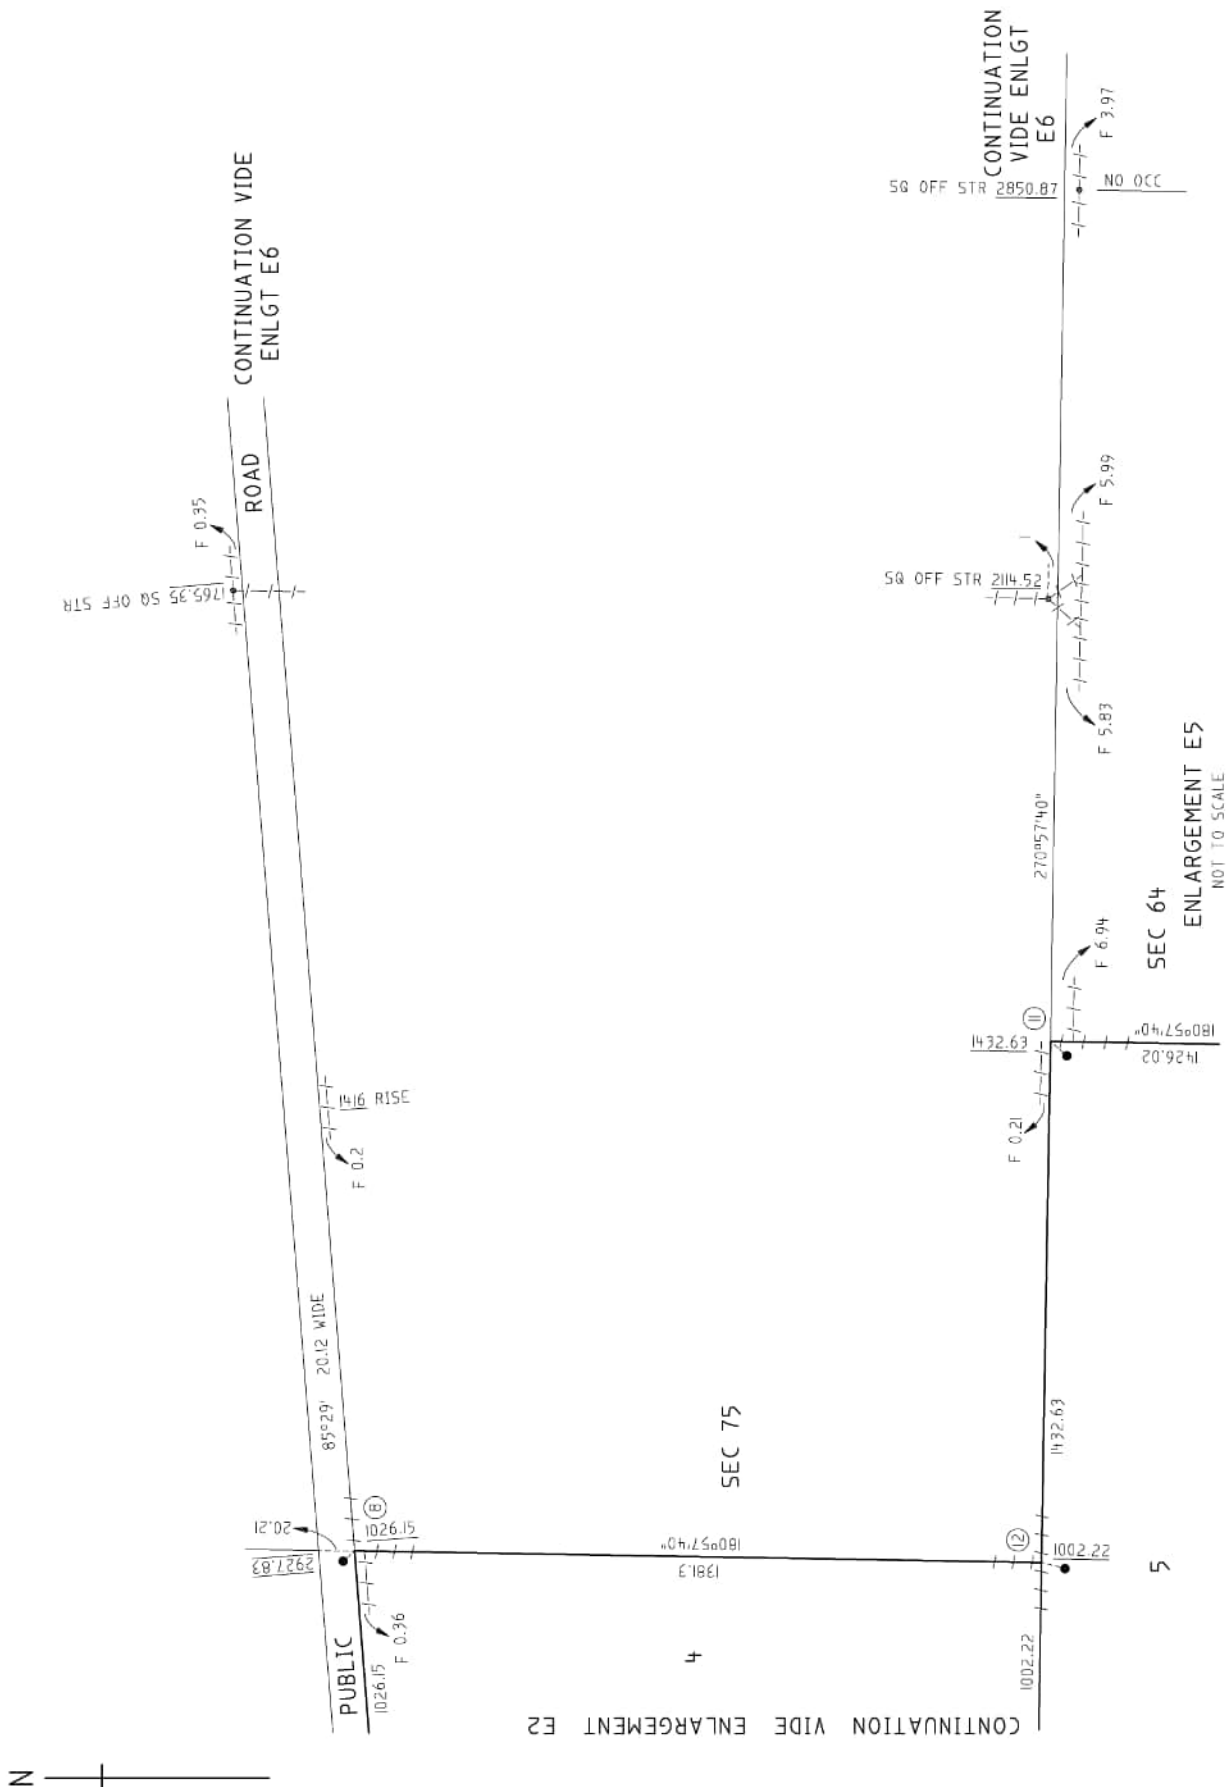 CONTINUATION VIDE
ENLGT E6
CONTINUATION
VIDE ENLGT
E6
SQ OFF STR 2850.87
F 3.97
NO OCC
ROAD
F 0.35
1765.35 SQ OFF STR
SQ OFF STR 2114.52
1
F 5.99
F 5.83
270°57'40"
SEC 64
ENLARGEMENT E5
NOT TO SCALE
F 6.94
1432.63
11
180°57'40"
1426.02
F 0.21
1416 RISE
F 0.2
85°29'
20.12 WIDE
SEC 75
1432.63
20.21
2927.83
8
1026.15
180°57'40"
1381.3
12
1002.22
5
PUBLIC
F 0.36
1026.15
4
1002.22
CONTINUATION VIDE ENLARGEMENT E2
N